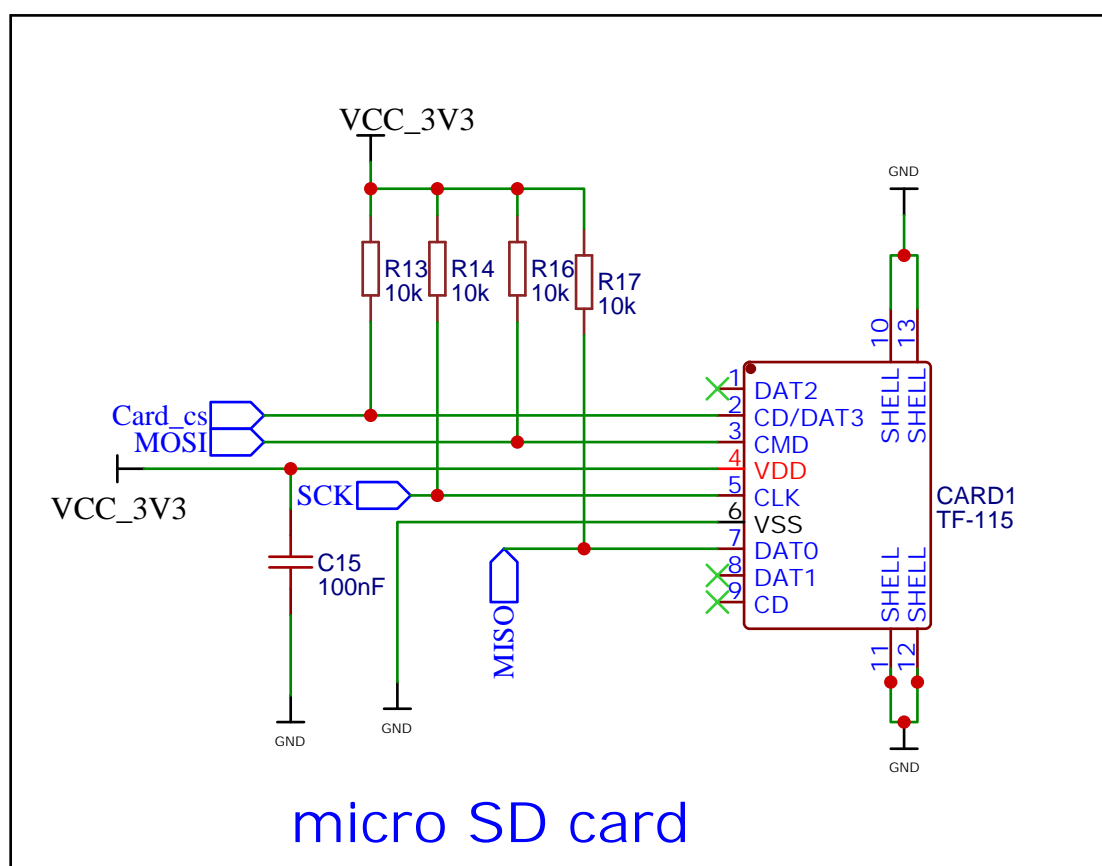 VCC_3V3
GND
R13
10k
R14
10k
R16
10k
R17
10k
10
13
SHELL
SHELL
1
DAT2
Card_cs
2
CD/DAT3
MOSI
3
CMD
4
VDD
VCC_3V3
SCK
5
CLK
6
VSS
7
DAT0
8
DAT1
9
CD
CARD1
TF-115
C15
100nF
MISO
SHELL
SHELL
11
12
GND
GND
GND
micro SD card